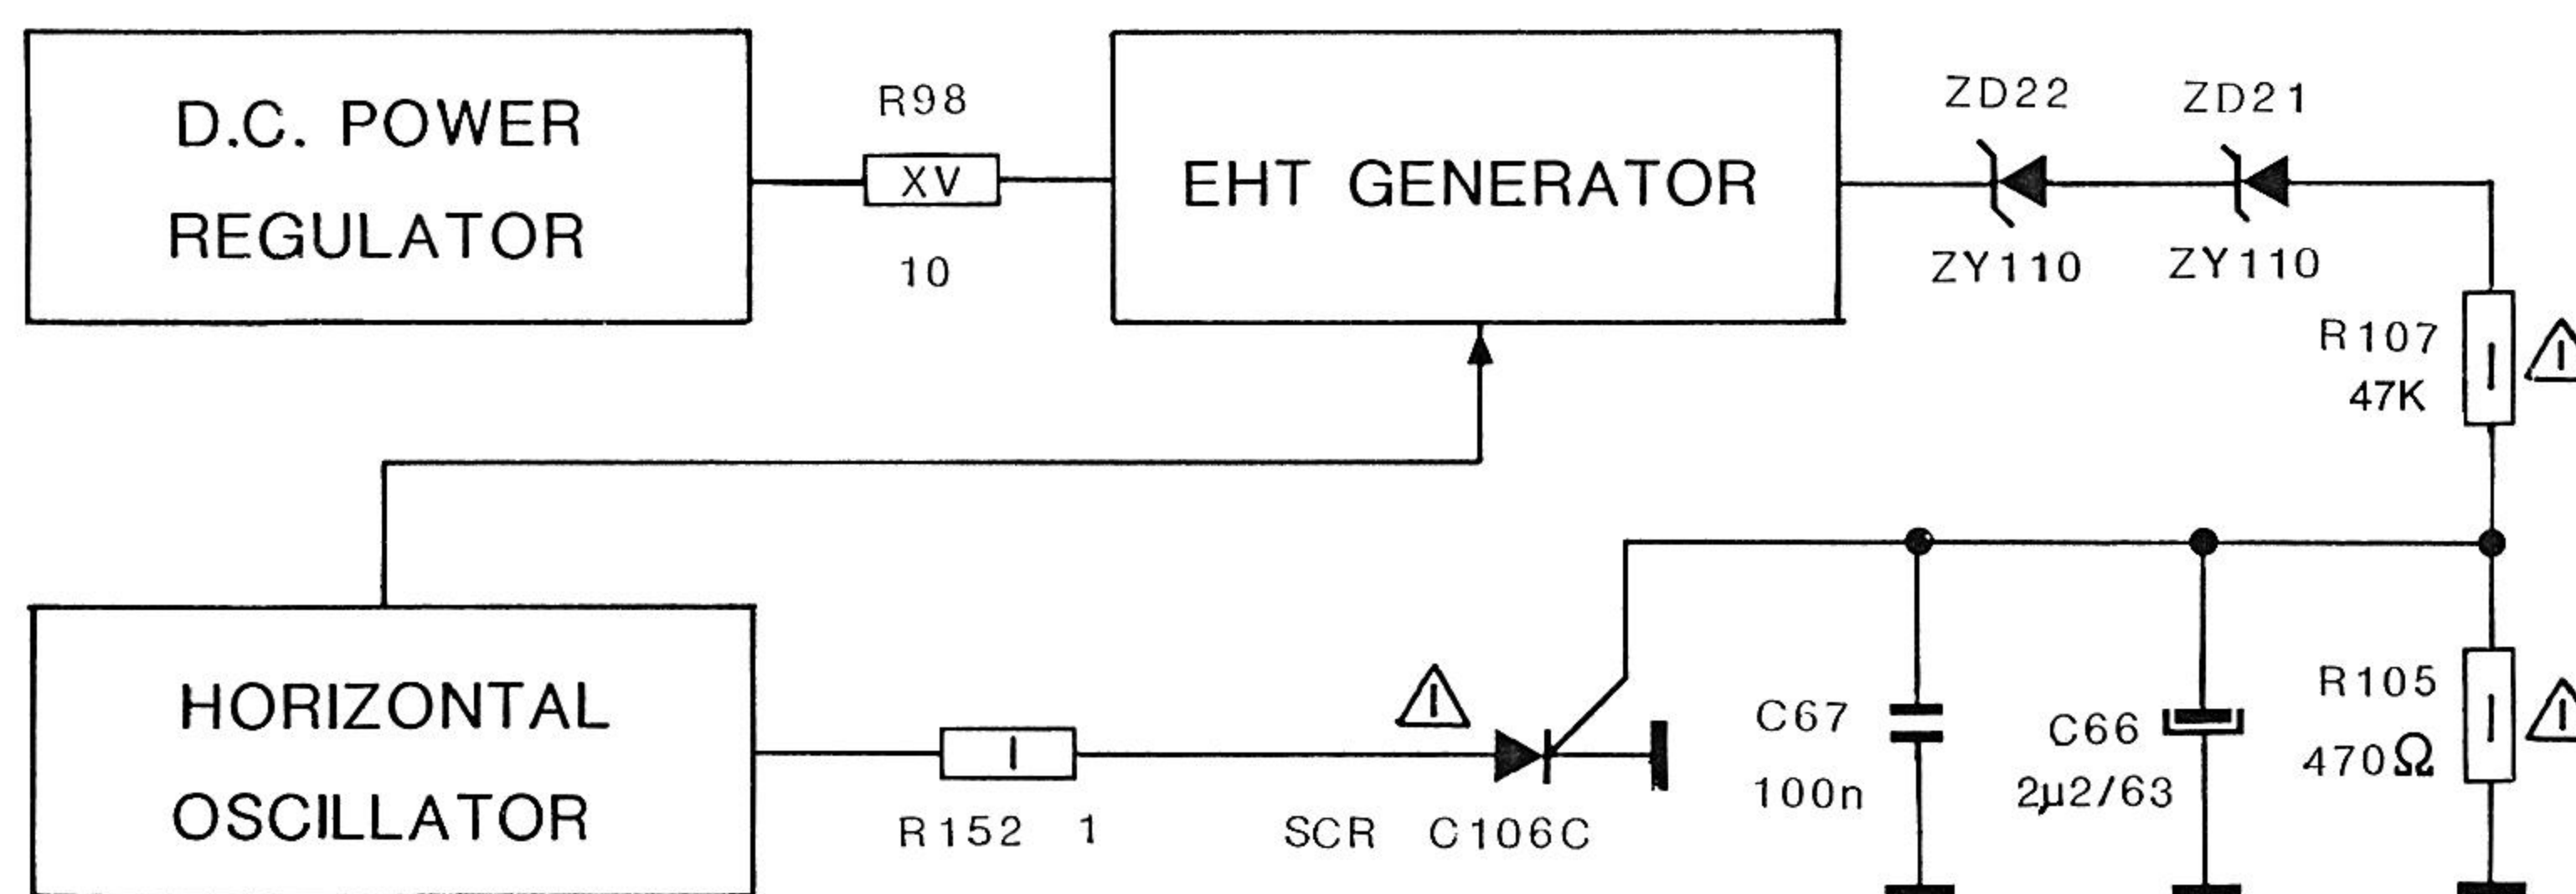 D.C. POWER
REGULATOR
R98
XV
10
EHT GENERATOR
ZD22
ZY110
ZD21
ZY110
R107
47K
HORIZONTAL
OSCILLATOR
R152 1
SCR C106C
C67
100n
C66
2µ2/63
R105
470Ω